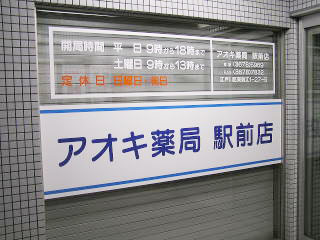 開局時間 平 日 9時から18時まで
土曜日 9時から13時まで
定 休 日 日曜日・祝日
アオキ薬局 駅前店
アオキ薬局 駅前店